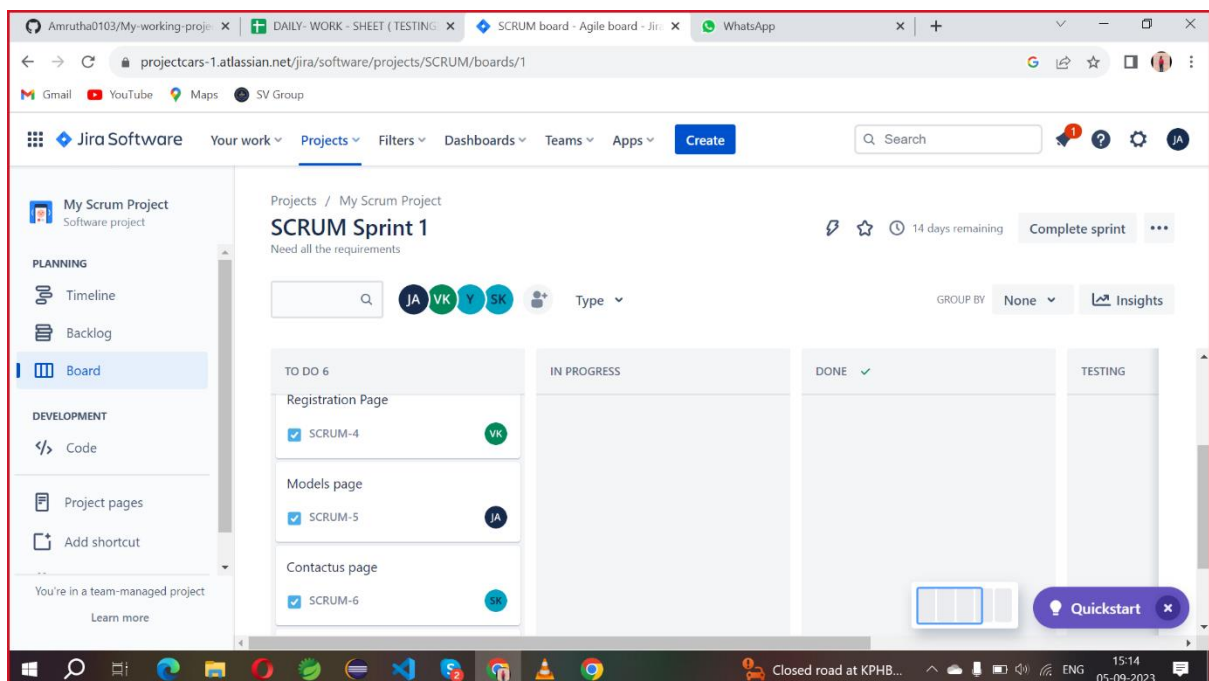 Amrutha0103/My-working-proje
DAILY- WORK - SHEET ( TESTING
SCRUM board - Agile board - Jira
WhatsApp
projectcars-1.atlassian.net/jira/software/projects/SCRUM/boards/1
Gmail YouTube Maps SV Group
Jira Software Your work Projects Filters Dashboards Teams Apps Create Search 1 JA
My Scrum Project
Software project
PLANNING
Timeline
Backlog
Board
DEVELOPMENT
Code
Project pages
Add shortcut
You're in a team-managed project
Learn more
Projects / My Scrum Project
SCRUM Sprint 1
Need all the requirements
14 days remaining Complete sprint
JA VK Y SK Type GROUP BY None Insights
TO DO 6 IN PROGRESS DONE TESTING
Registration Page
SCRUM-4 VK
Models page
SCRUM-5 JA
Contactus page
SCRUM-6 SK
Quickstart
Closed road at KPHB... ENG 15:14
05-09-2023